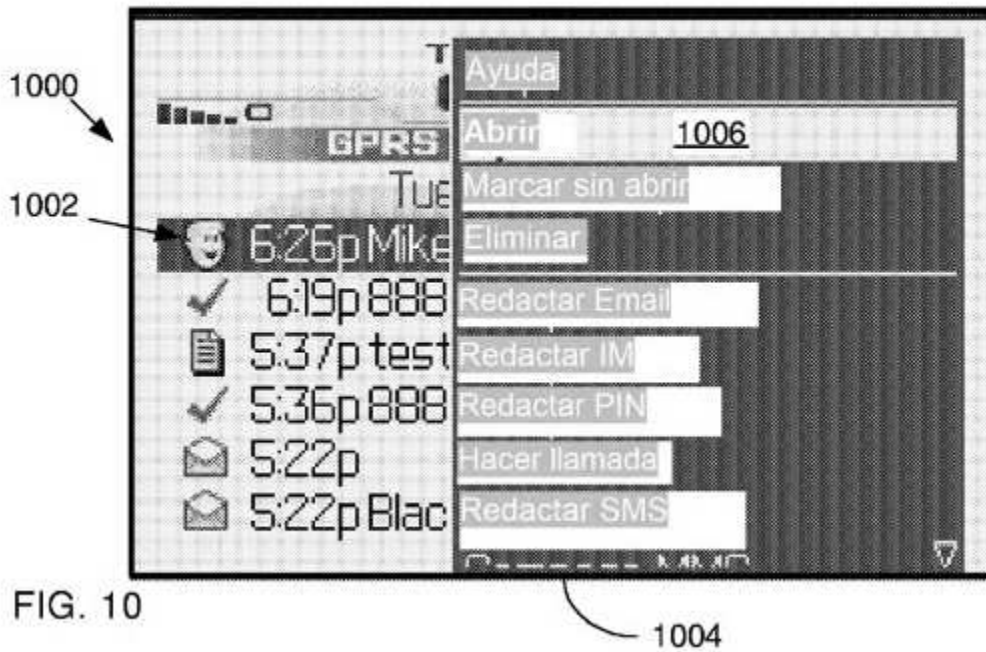 1000
1002
GPRS
Tue
6:26p Mike
6:19p 888
5:37p test
5:36p 888
5:22p
5:22p Blac
Ayuda
Abrir 1006
Marcar sin abrir
Eliminar
Redactar Email
Redactar IM
Redactar PIN
Hacer llamada
Redactar SMS
FIG. 10
1004